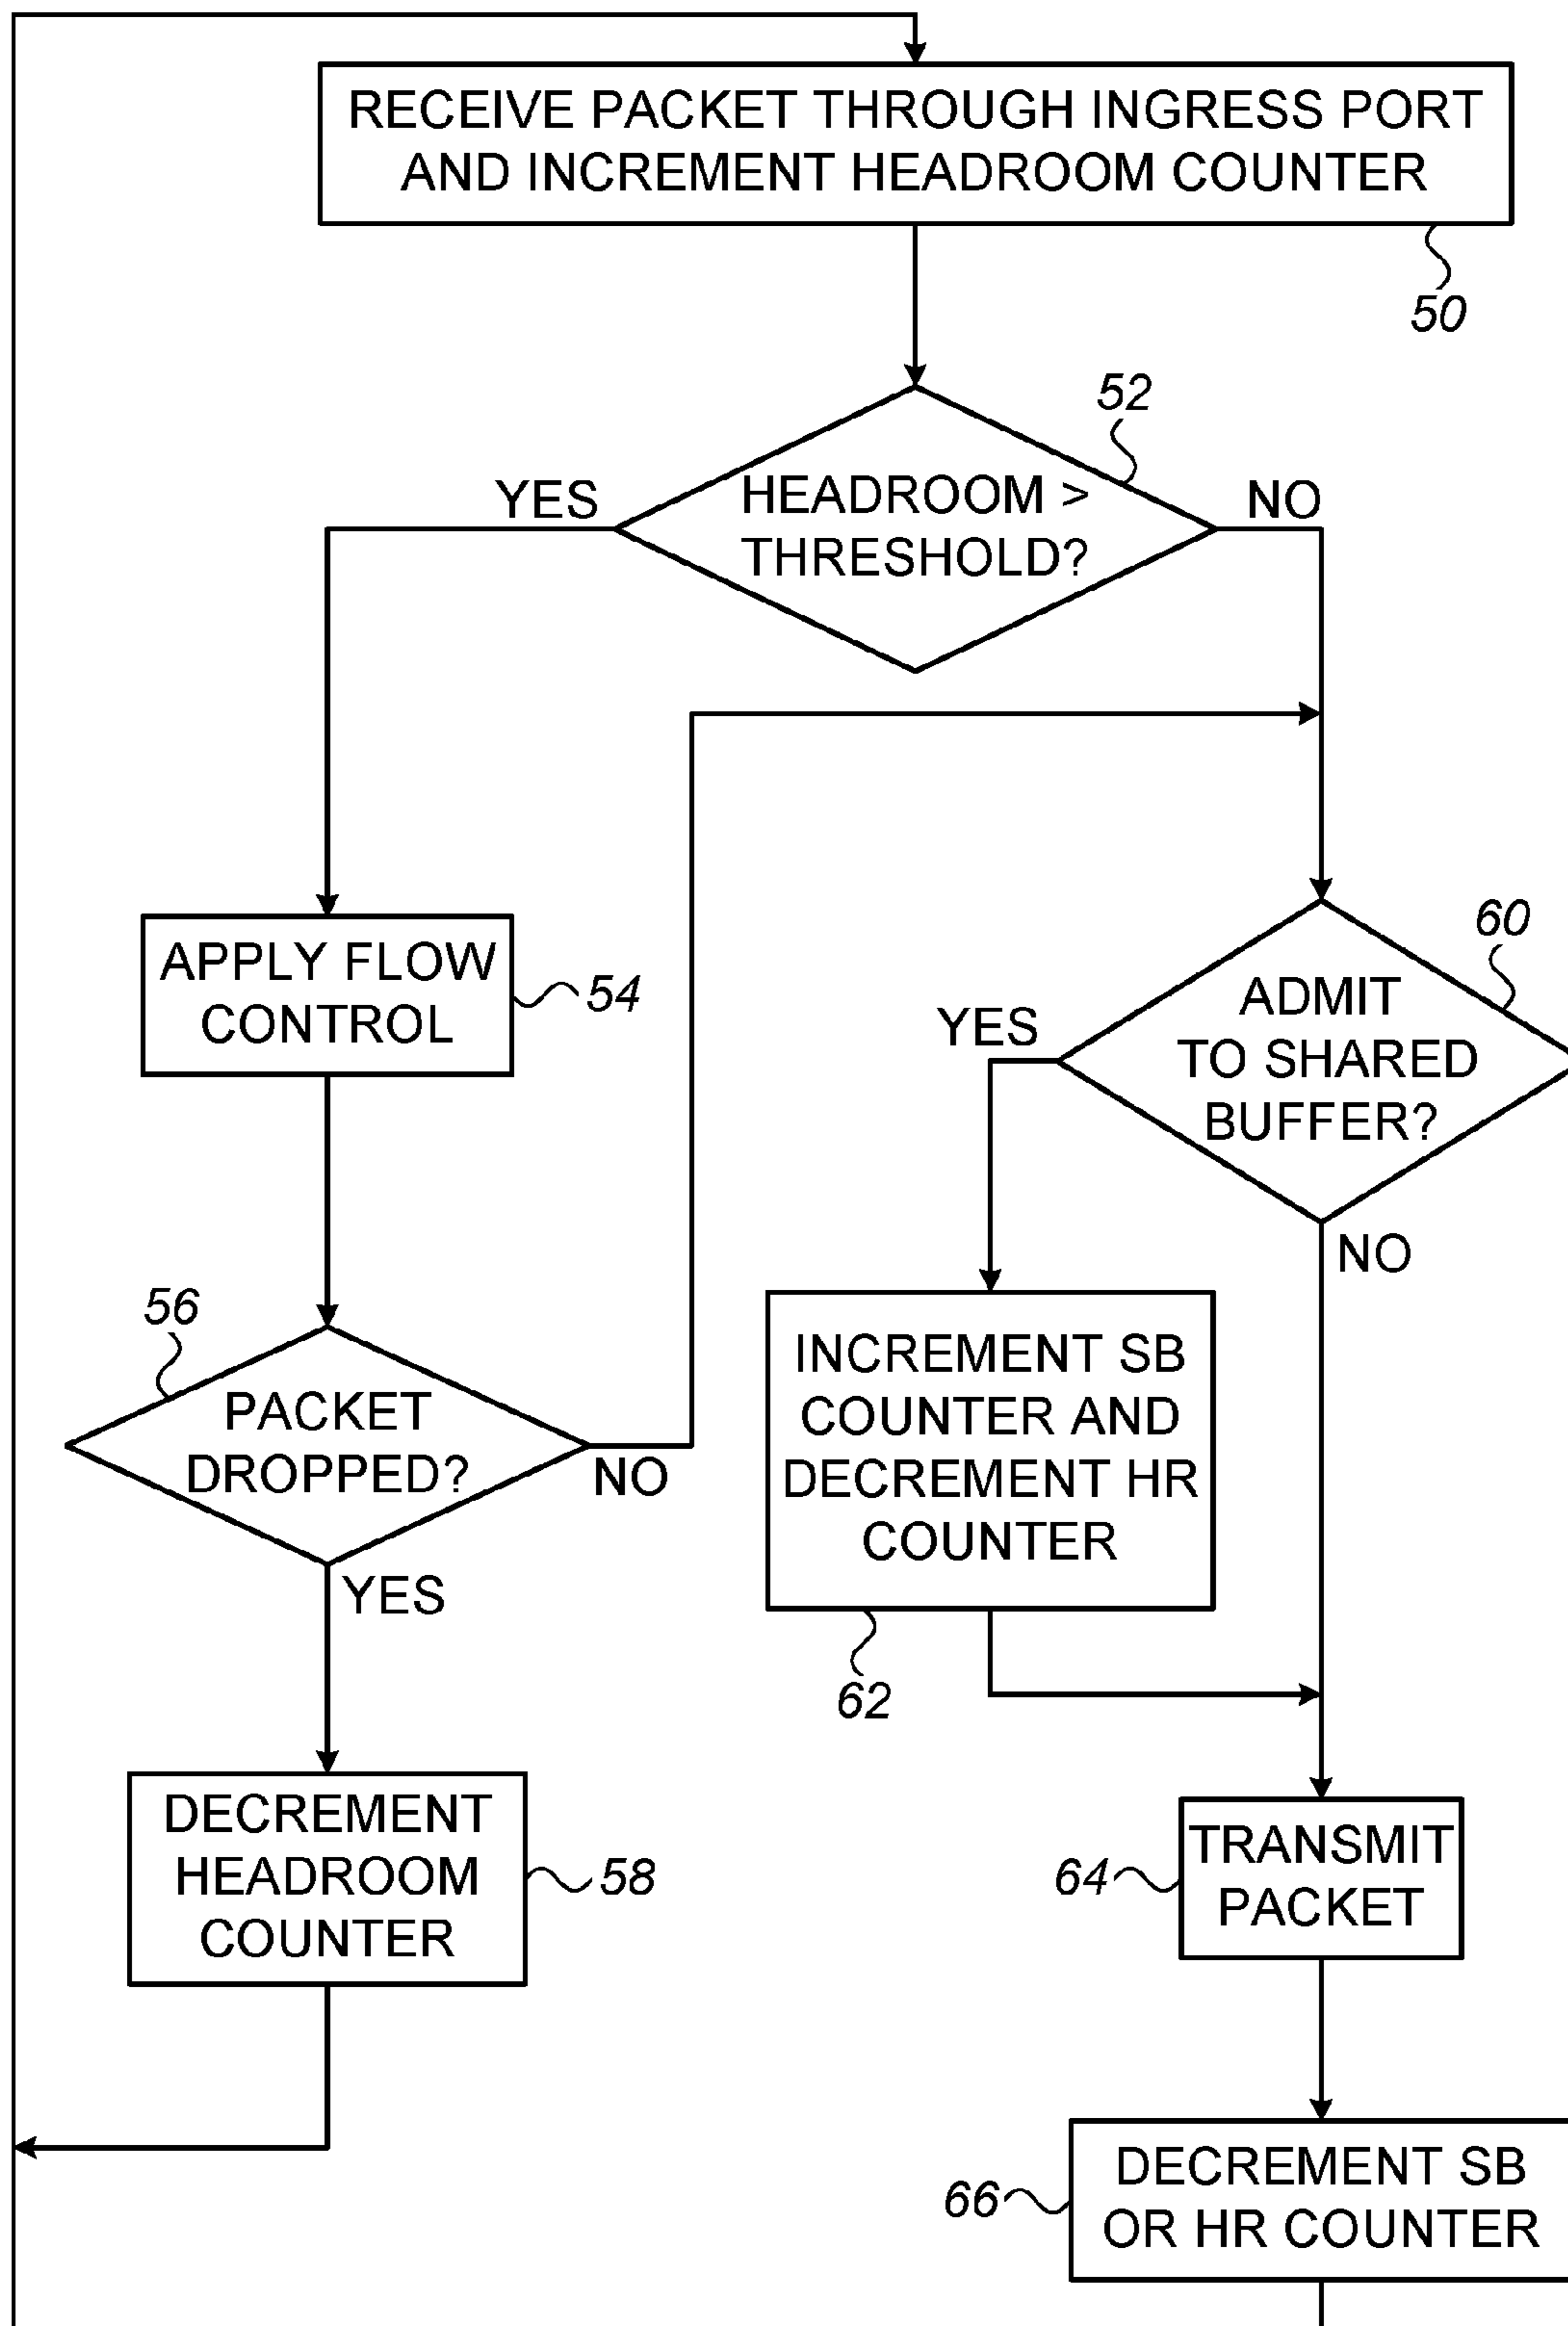 RECEIVE PACKET THROUGH INGRESS PORT
AND INCREMENT HEADROOM COUNTER
50
52
HEADROOM >
THRESHOLD?
YES
NO
APPLY FLOW
CONTROL
54
60
ADMIT
TO SHARED
BUFFER?
YES
NO
56
PACKET
DROPPED?
NO
YES
INCREMENT SB
COUNTER AND
DECREMENT HR
COUNTER
62
DECREMENT
HEADROOM
COUNTER
58
TRANSMIT
PACKET
64
DECREMENT SB
OR HR COUNTER
66